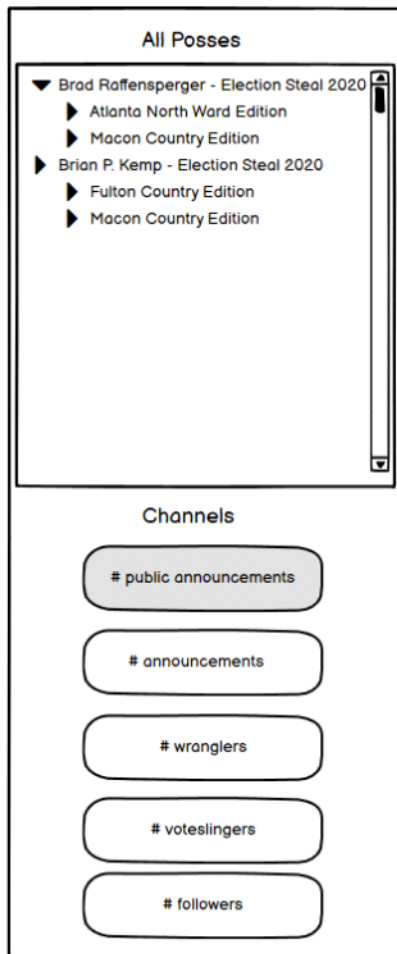 All Posses
Brad Raffensperger - Election Steal 2020
Atlanta North Ward Edition
Macon Country Edition
Brian P. Kemp - Election Steal 2020
Fulton Country Edition
Macon Country Edition
Channels
# public announcements
# announcements
# wranglers
# voteslingers
# followers